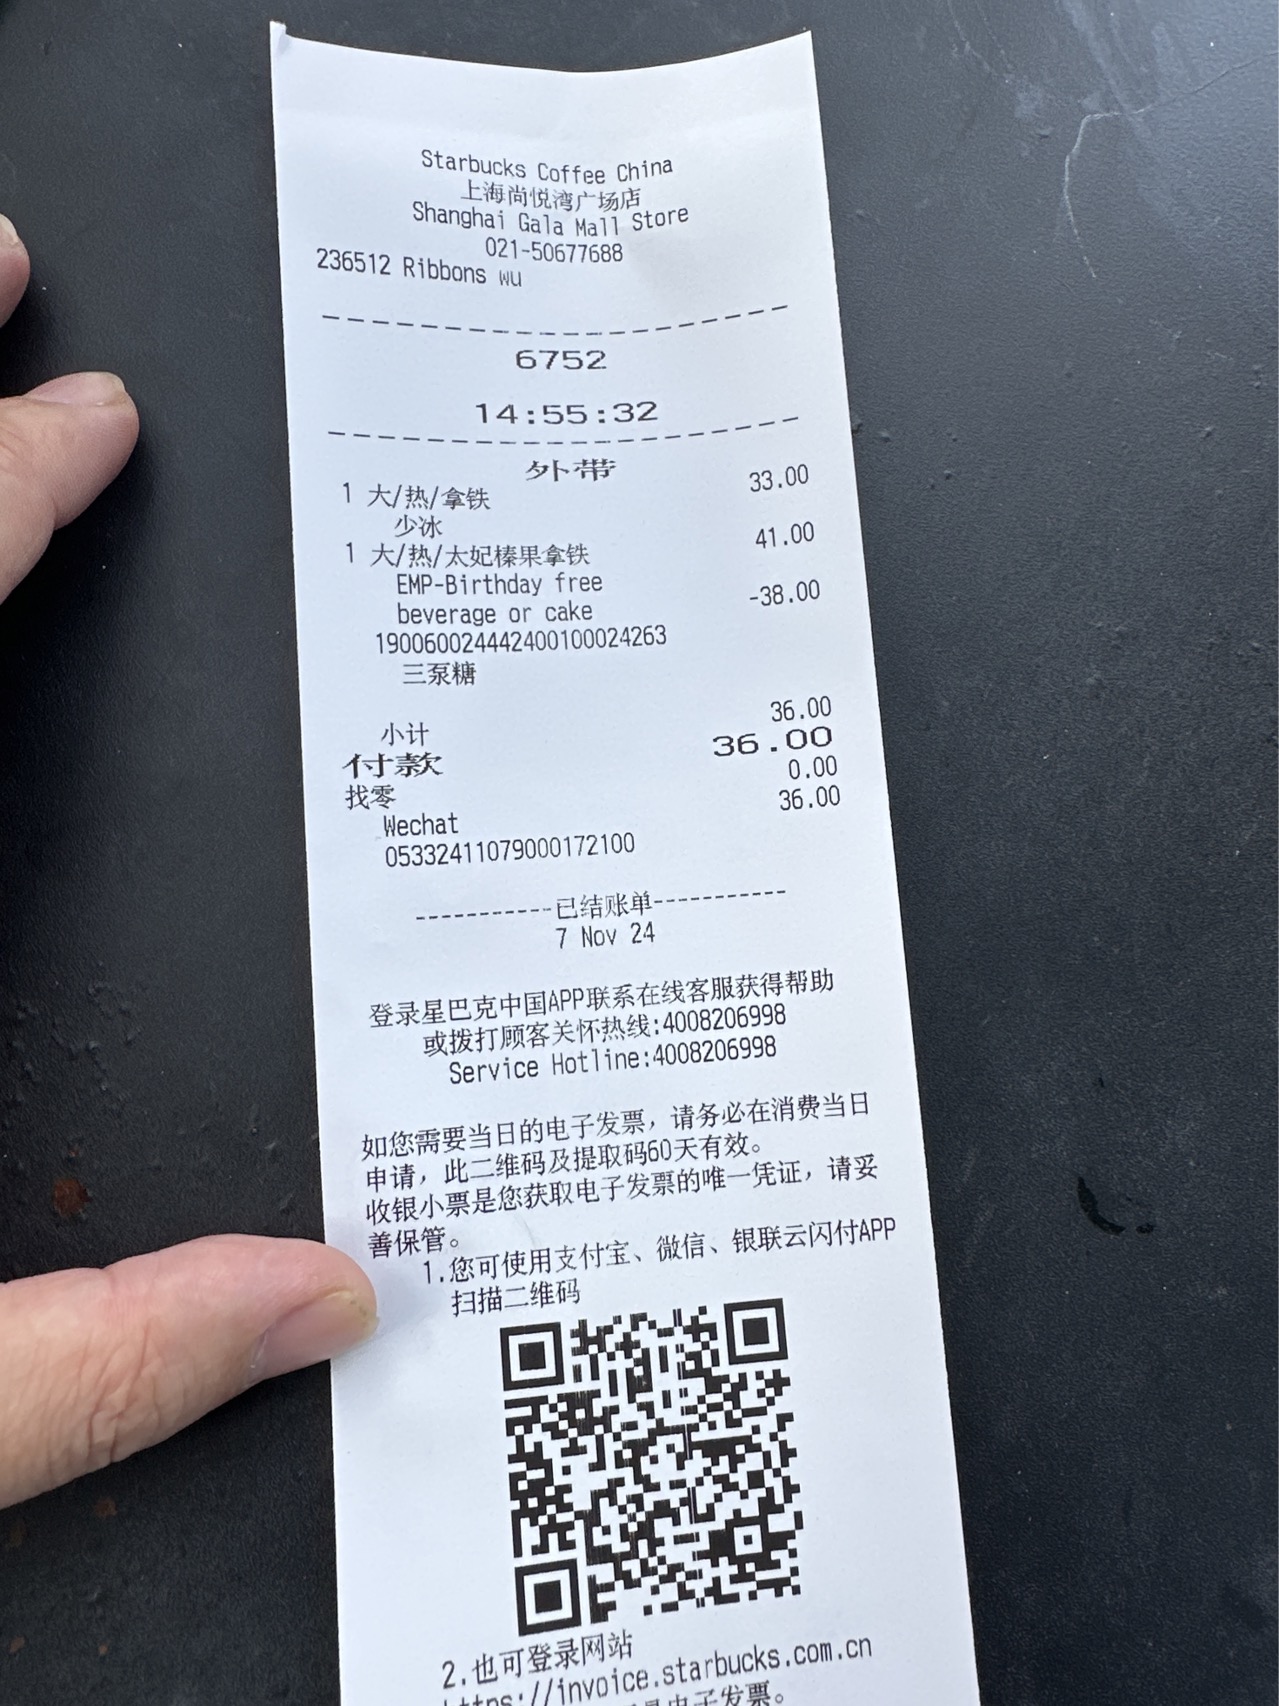 Starbucks Coffee China
上海尚悦湾广场店
Shanghai Gala Mall Store
021-50677688
236512 Ribbons wu
6752
14:55:32
外带
1 大/热/拿铁 33.00
少冰
1 大/热/太妃榛果拿铁 41.00
EMP-Birthday free
beverage or cake -38.00
190060024442400100024263
三泵糖
小计 36.00
付款 36.00
找零 0.00
Wechat 36.00
05332411079000172100
-----------已结账单-----------
7 Nov 24
登录星巴克中国APP联系在线客服获得帮助
或拨打顾客关怀热线:4008206998
Service Hotline:4008206998
如您需要当日的电子发票，请务必在消费当日
申请，此二维码及提取码60天有效。
收银小票是您获取电子发票的唯一凭证，请妥
善保管。
1.您可使用支付宝、微信、银联云闪付APP
扫描二维码
2.也可登录网站
https://invoice.starbucks.com.cn
电子发票。